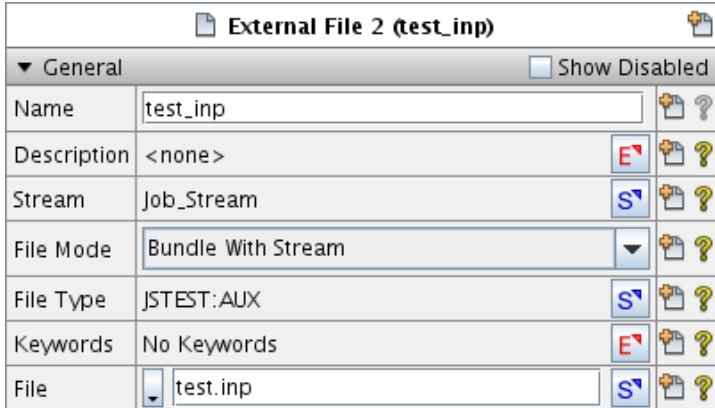 External File 2 (test_inp)
General Show Disabled
Name test_inp ?
Description <none> E ?
Stream Job_Stream S ?
File Mode Bundle With Stream ?
File Type JSTEST:AUX S ?
Keywords No Keywords E ?
File test.inp S ?